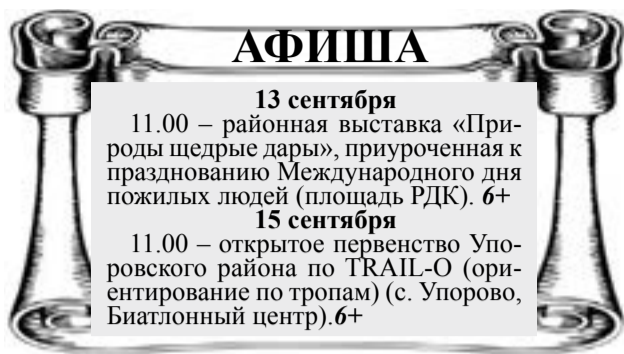 АФИША
13 сентября
11.00 – районная выставка «При-
роды щедрые дары», приуроченная к
празднованию Международного дня
пожилых людей (площадь РДК). 6+
15 сентября
11.00 – открытое первенство Упо-
ровского района по TRAIL-O (ори-
ентирование по тропам) (с. Упорово,
Биатлонный центр).6+